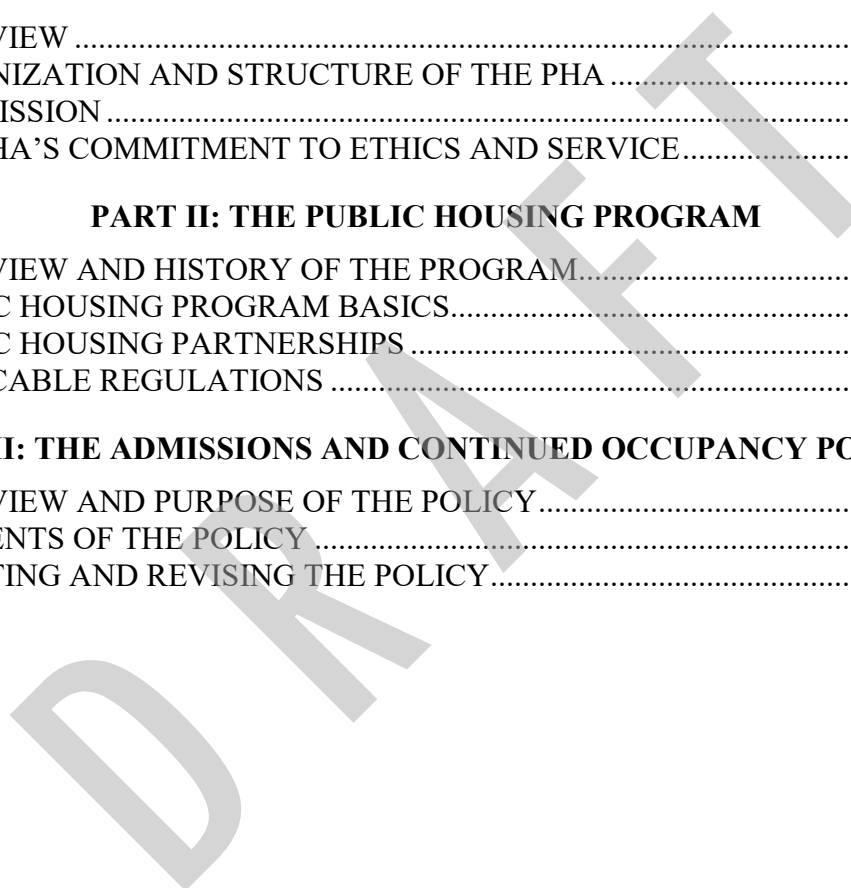 VIEW ........................................................................................................
NIZATION AND STRUCTURE OF THE PHA ..............................
ISSION ..................................................................................................
HA'S COMMITMENT TO ETHICS AND SERVICE.....................
PART II: THE PUBLIC HOUSING PROGRAM
VIEW AND HISTORY OF THE PROGRAM..................................
C HOUSING PROGRAM BASICS...................................................
C HOUSING PARTNERSHIPS ........................................................
CABLE REGULATIONS ..................................................................
II: THE ADMISSIONS AND CONTINUED OCCUPANCY PO
VIEW AND PURPOSE OF THE POLICY.......................................
ENTS OF THE POLICY .....................................................................
TING AND REVISING THE POLICY..............................................
DRAFT